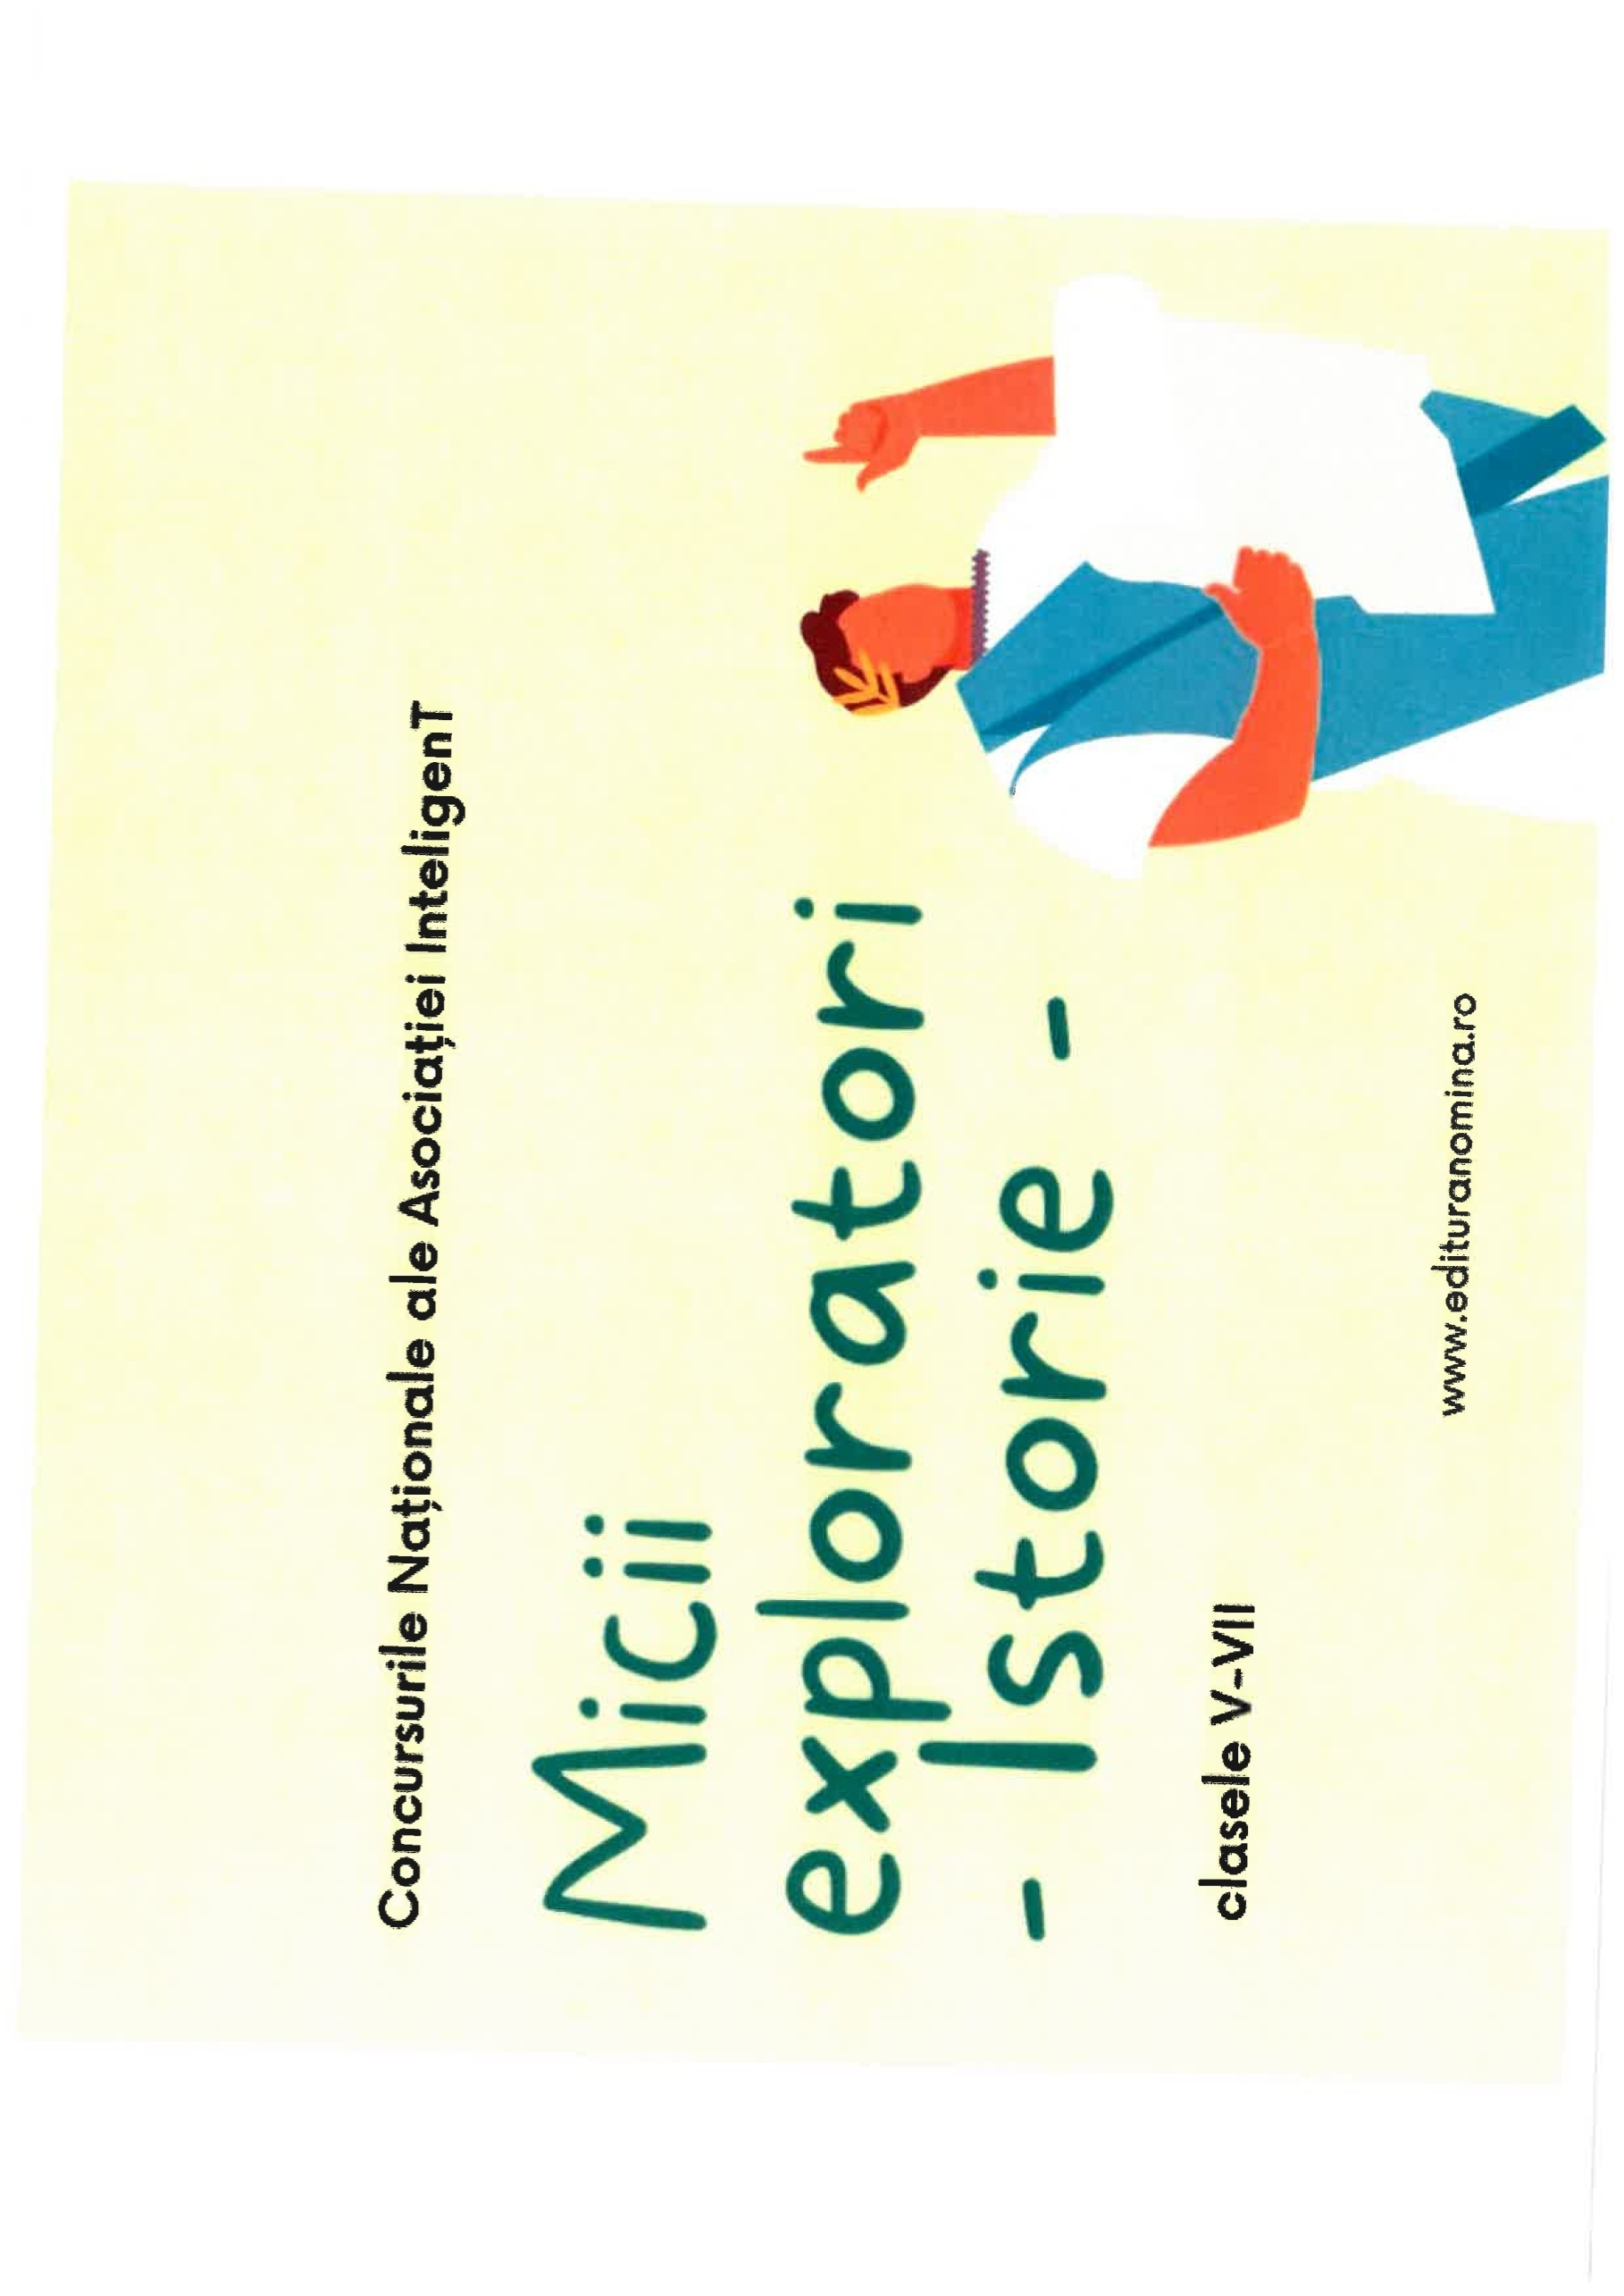 Concursurile Naționale ale Asociației InteligenT
Micii
exploratori
- Istorie -
clasele V-VII
www.edituranomina.ro